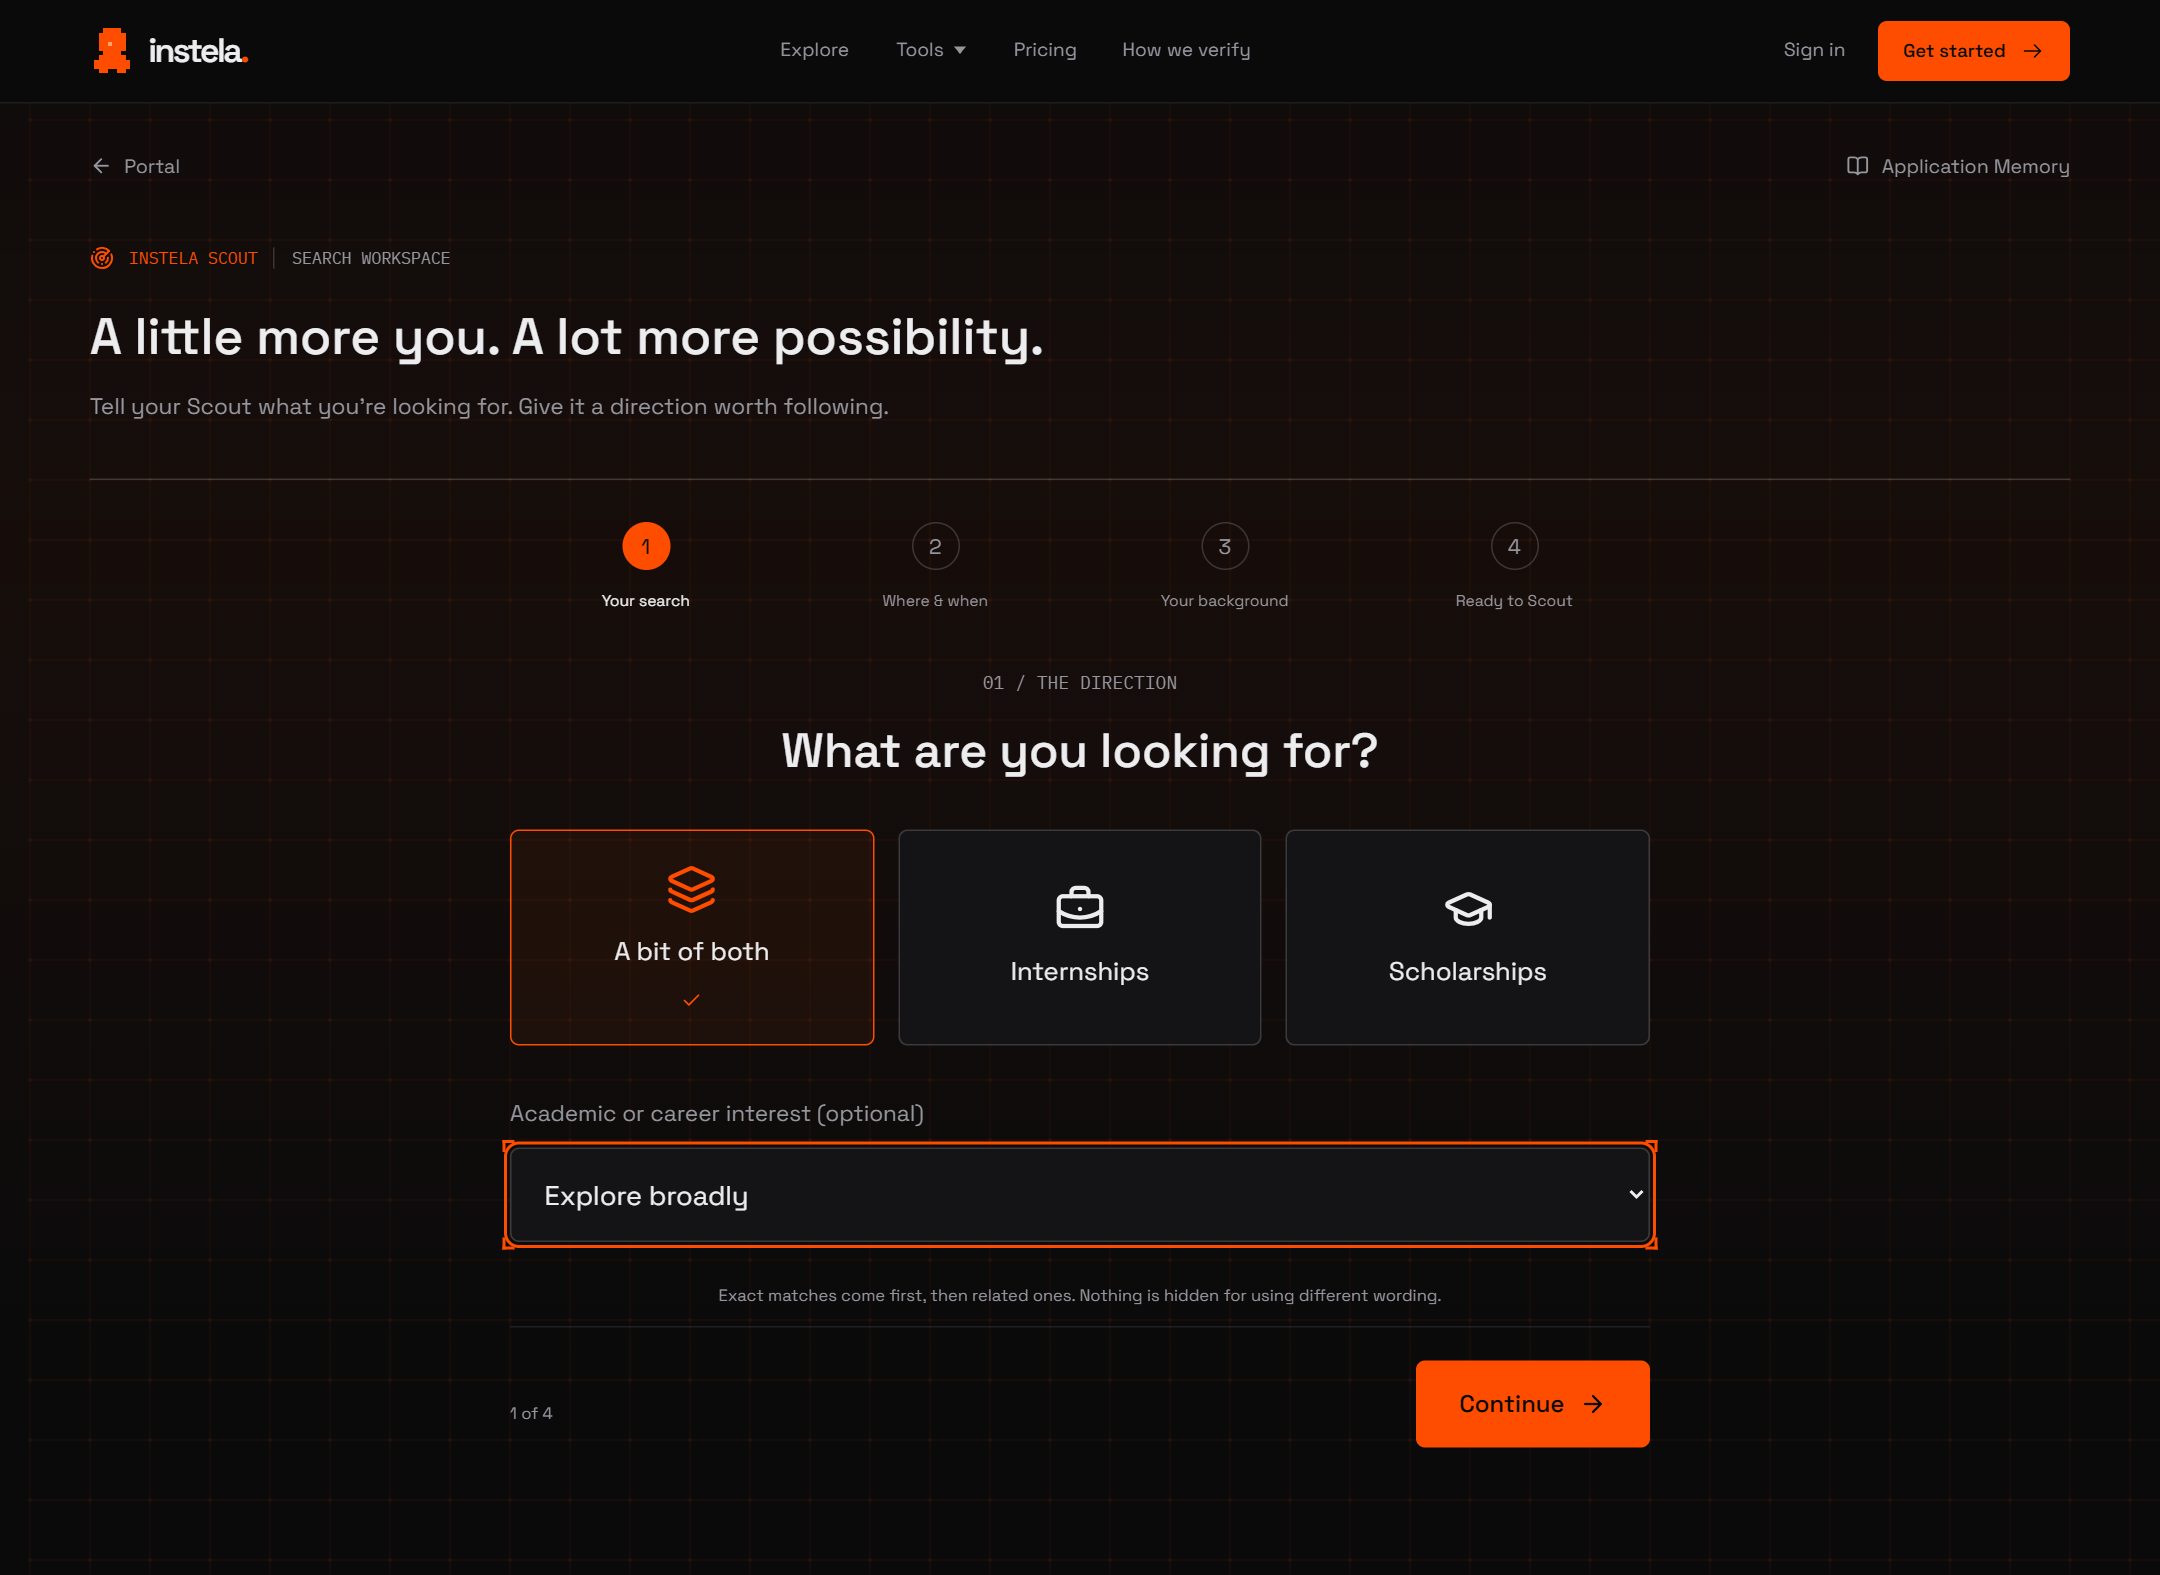 instela.
Explore
Tools
Pricing
How we verify
Sign in
Get started
Portal
Application Memory
INSTELA SCOUT
SEARCH WORKSPACE
A little more you. A lot more possibility.
Tell your Scout what you’re looking for. Give it a direction worth following.
1
2
3
4
Your search
Where & when
Your background
Ready to Scout
01 / THE DIRECTION
What are you looking for?
A bit of both
Internships
Scholarships
Academic or career interest (optional)
Explore broadly
Exact matches come first, then related ones. Nothing is hidden for using different wording.
1 of 4
Continue